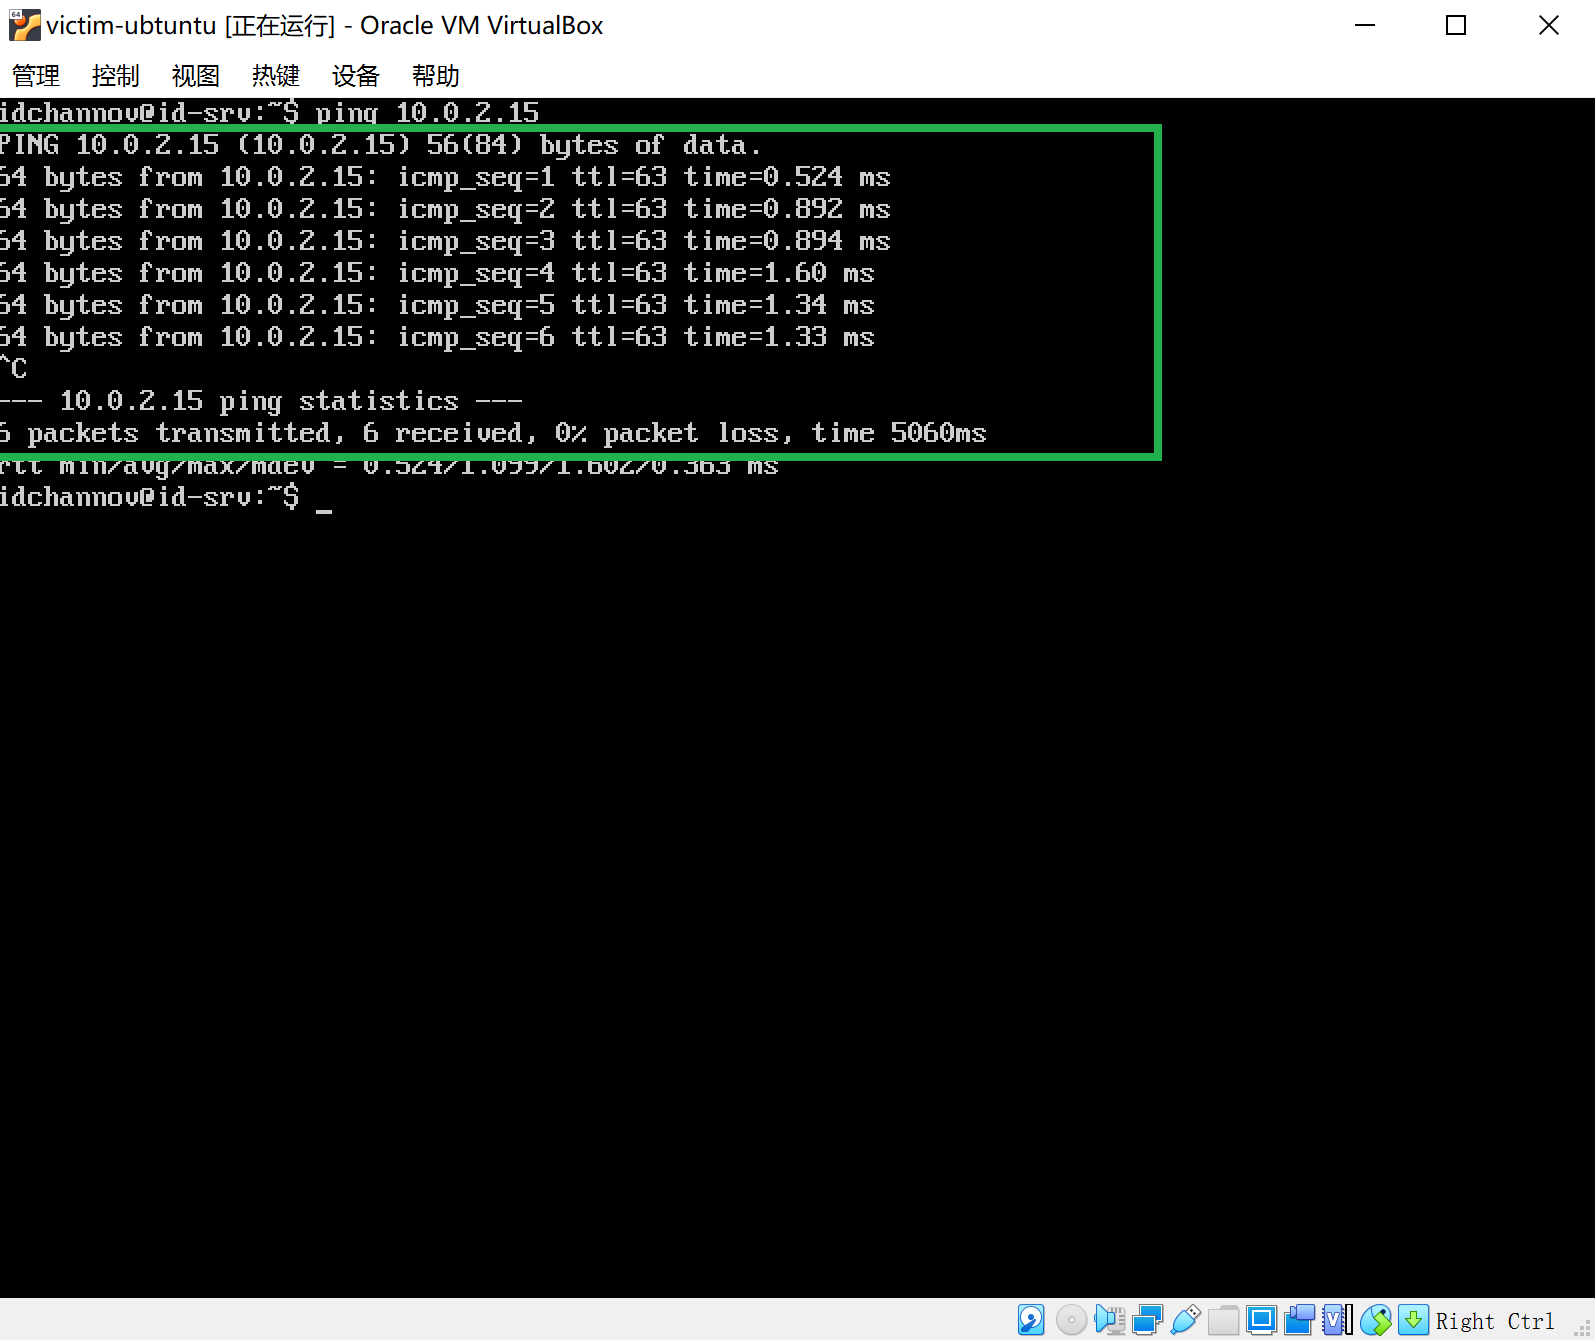 victim-ubtuntu [正在运行] - Oracle VM VirtualBox
管理 控制 视图 热键 设备 帮助
idchannov@id-srv:~$ ping 10.0.2.15
PING 10.0.2.15 (10.0.2.15) 56(84) bytes of data.
64 bytes from 10.0.2.15: icmp_seq=1 ttl=63 time=0.524 ms
64 bytes from 10.0.2.15: icmp_seq=2 ttl=63 time=0.892 ms
64 bytes from 10.0.2.15: icmp_seq=3 ttl=63 time=0.894 ms
64 bytes from 10.0.2.15: icmp_seq=4 ttl=63 time=1.60 ms
64 bytes from 10.0.2.15: icmp_seq=5 ttl=63 time=1.34 ms
64 bytes from 10.0.2.15: icmp_seq=6 ttl=63 time=1.33 ms
^C
--- 10.0.2.15 ping statistics ---
6 packets transmitted, 6 received, 0% packet loss, time 5060ms
rtt min/avg/max/mdev = 0.524/1.099/1.602/0.363 ms
idchannov@id-srv:~$ _
Right Ctrl